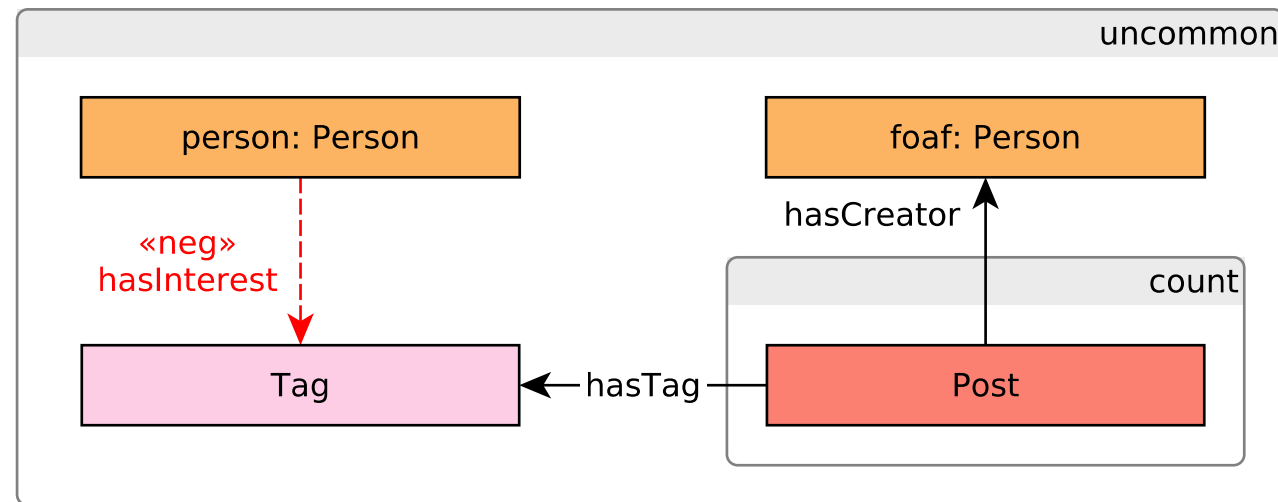 uncommon
person: Person
foaf: Person
hasCreator
«neg»
hasInterest
count
Tag
hasTag
Post